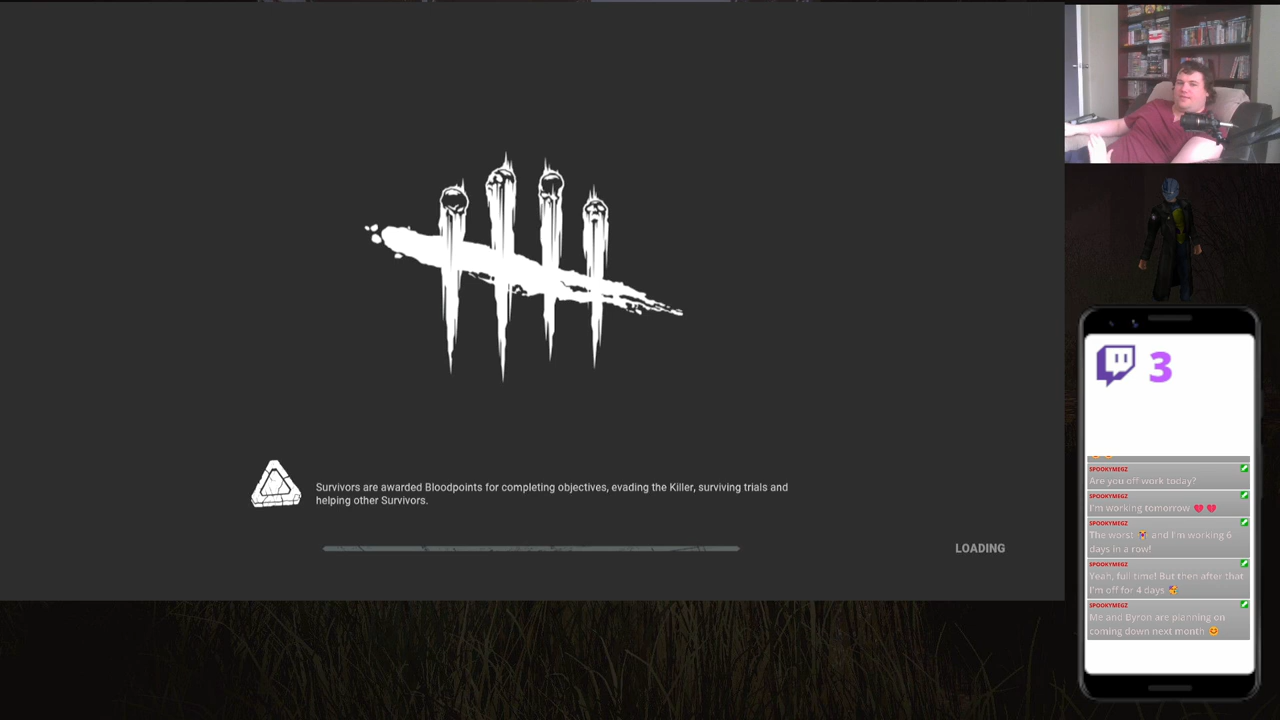 3
SPOOKYMEGZ
Are you off work today?
SPOOKYMEGZ
I'm working tomorrow 💔 💔
SPOOKYMEGZ
The worst and I'm working 6
days in a row!
SPOOKYMEGZ
Yeah, full time! But then after that
I'm off for 4 days 🥳
SPOOKYMEGZ
Me and Byron are planning on
coming down next month 😊
Survivors are awarded Bloodpoints for completing objectives, evading the Killer, surviving trials and
helping other Survivors.
LOADING